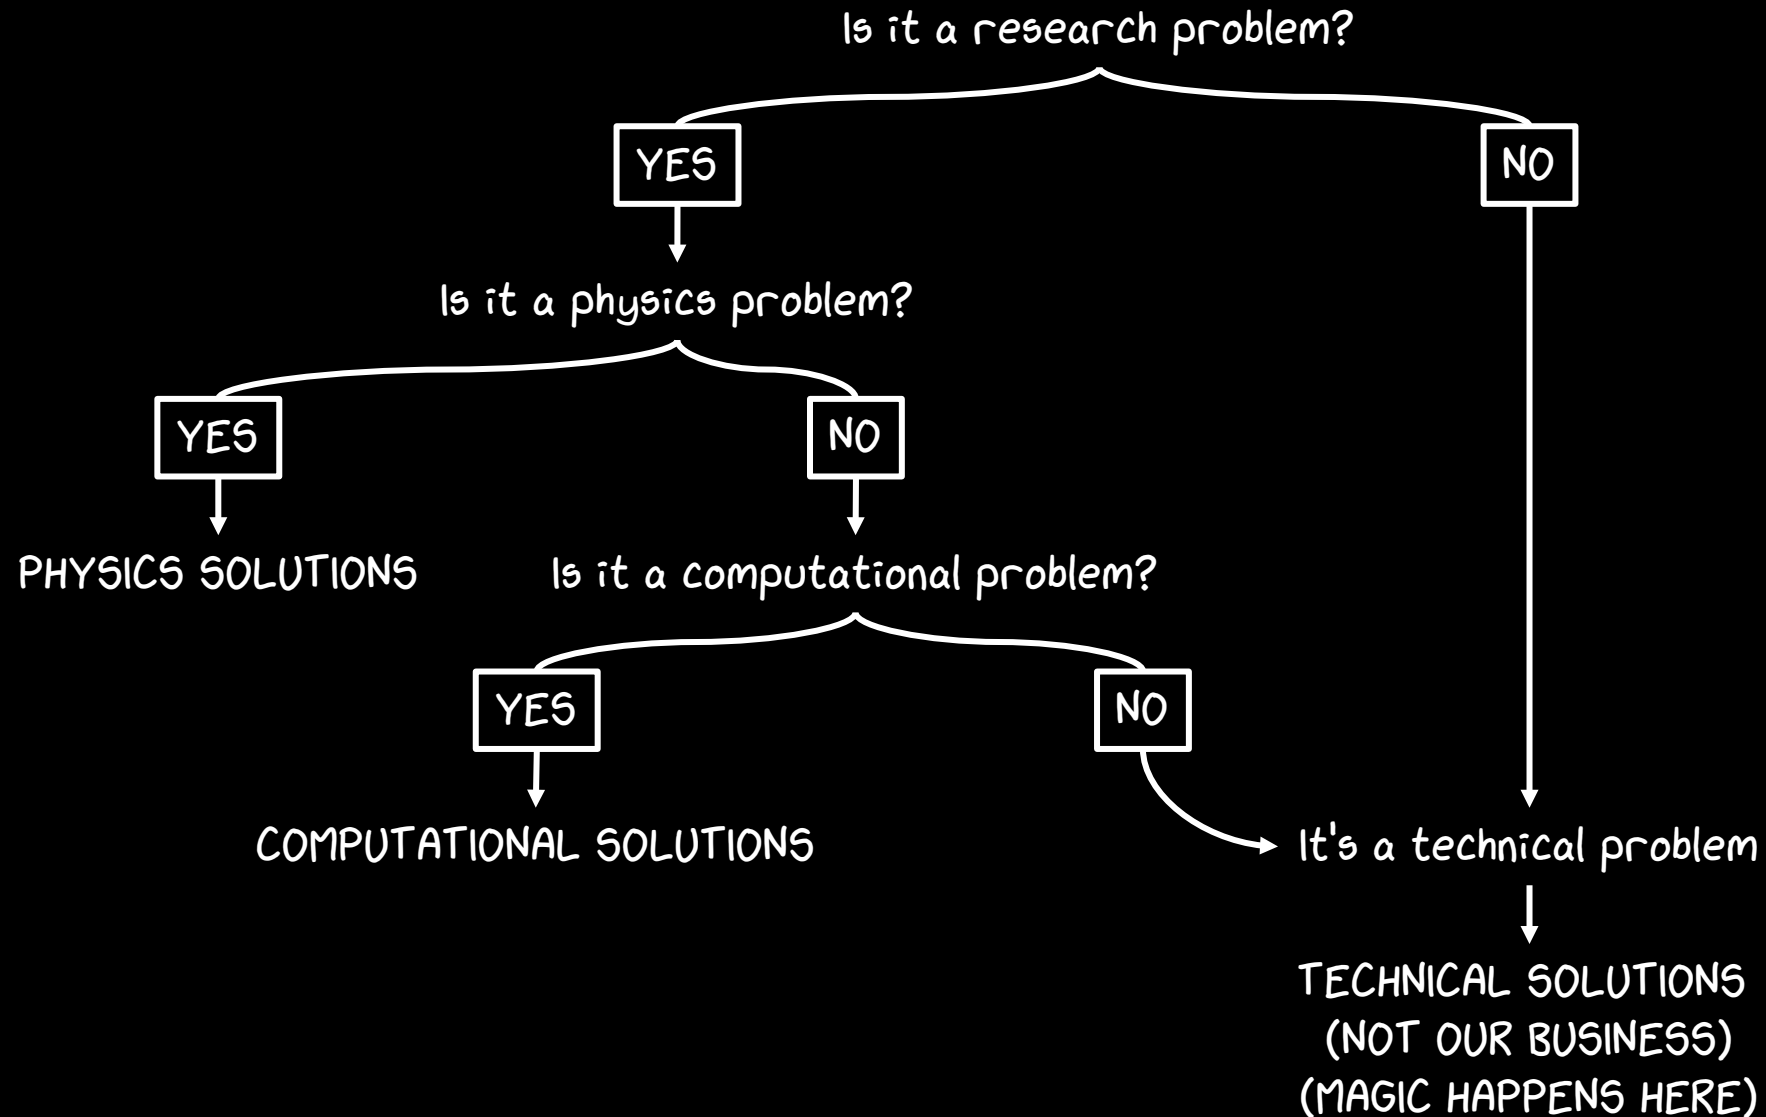 Is it a research problem?
YES
NO
Is it a physics problem?
YES
NO
PHYSICS SOLUTIONS
Is it a computational problem?
YES
NO
COMPUTATIONAL SOLUTIONS
It's a technical problem
TECHNICAL SOLUTIONS
(NOT OUR BUSINESS)
(MAGIC HAPPENS HERE)